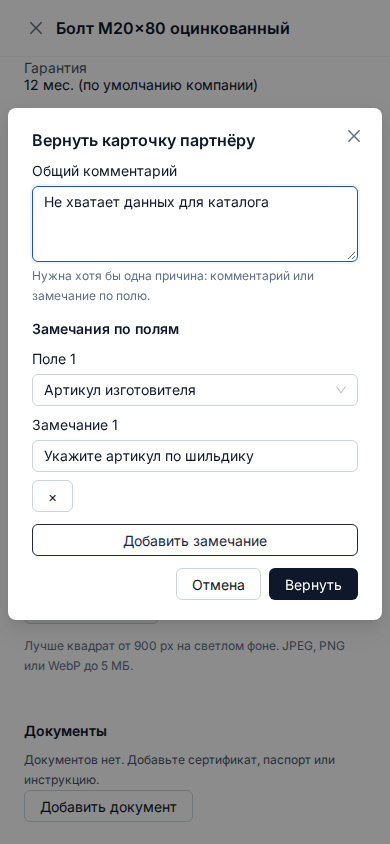 Болт М20×80 оцинкованный
Гарантия
12 мес. (по умолчанию компании)
Вернуть карточку партнёру
Общий комментарий
Не хватает данных для каталога
Нужна хотя бы одна причина: комментарий или
замечание по полю.
Замечания по полям
Поле 1
Артикул изготовителя
Замечание 1
Укажите артикул по шильдику
×
Добавить замечание
Отмена
Вернуть
Лучше квадрат от 900 px на светлом фоне. JPEG, PNG
или WebP до 5 МБ.
Документы
Документов нет. Добавьте сертификат, паспорт или
инструкцию.
Добавить документ